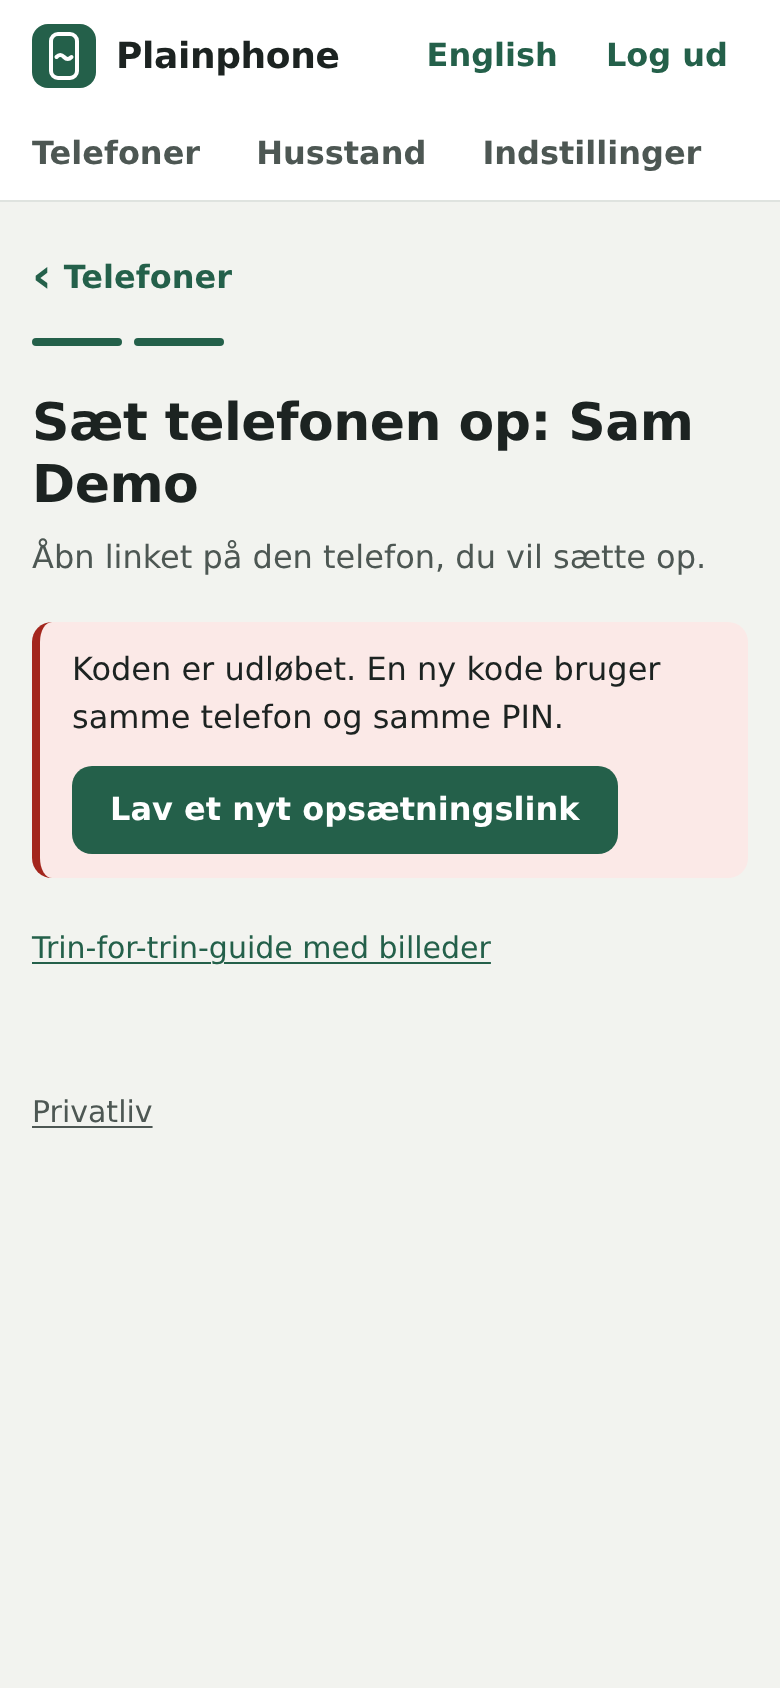 Plainphone
English
Log ud
Telefoner
Husstand
Indstillinger
‹ Telefoner
Sæt telefonen op: Sam
Demo
Åbn linket på den telefon, du vil sætte op.
Koden er udløbet. En ny kode bruger
samme telefon og samme PIN.
Lav et nyt opsætningslink
Trin-for-trin-guide med billeder
Privatliv